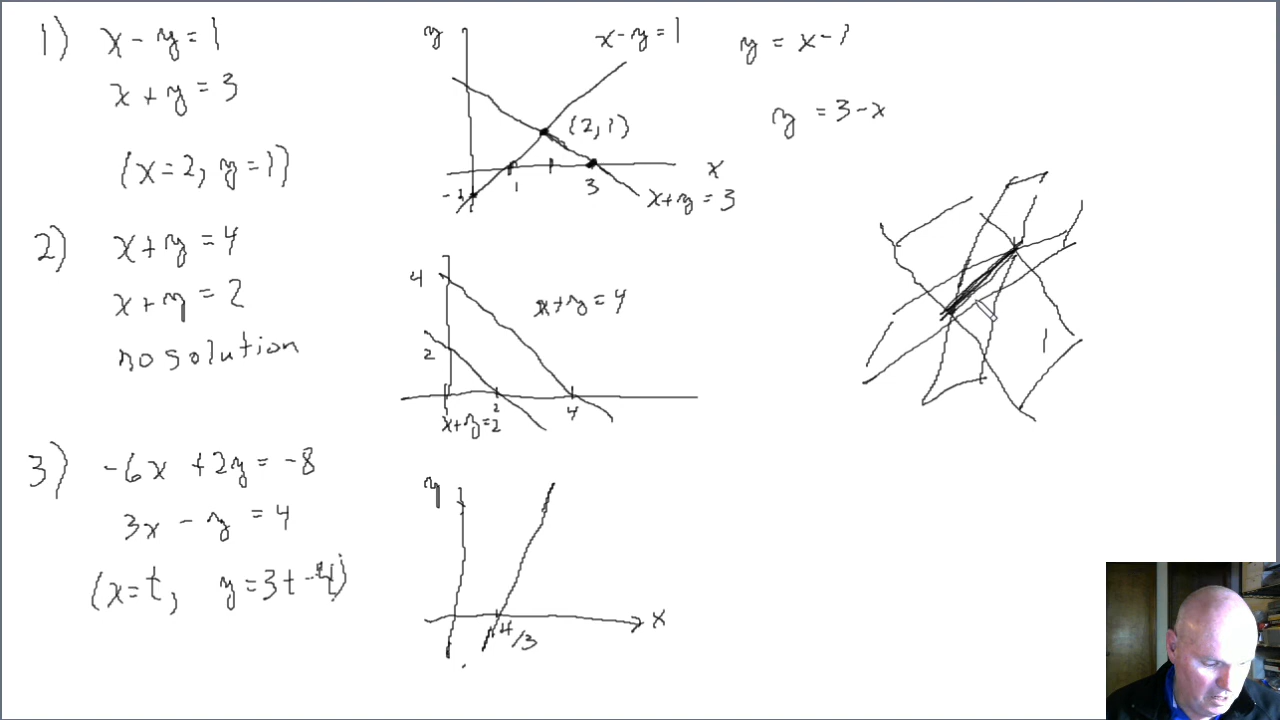 1) x - y = 1
x + y = 3
(x = 2, y = 1)
y
x - y = 1
(2, 1)
1
3
x
x + y = 3
y = x - 1
y = 3 - x
2) x + y = 4
x + y = 2
no solution
4
2
x + y = 4
2
4
x + y = 2
3) -6x + 2y = -8
3x - y = 4
(x = t, y = 3t - 4)
y
x
4/3